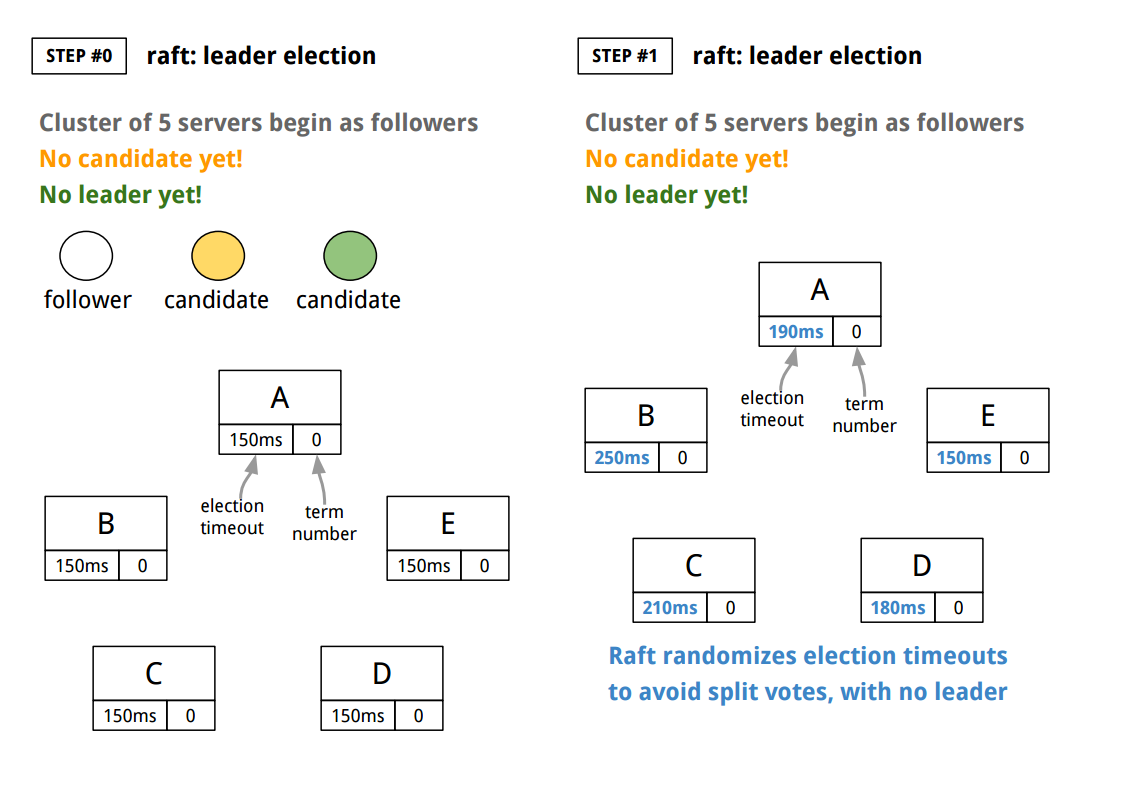 STEP #0 raft: leader election
Cluster of 5 servers begin as followers
No candidate yet!
No leader yet!
follower candidate candidate
A
150ms 0
election
timeout
term
number
B
150ms 0
E
150ms 0
C
150ms 0
D
150ms 0
STEP #1 raft: leader election
Cluster of 5 servers begin as followers
No candidate yet!
No leader yet!
A
190ms 0
election
timeout
term
number
B
250ms 0
E
150ms 0
C
210ms 0
D
180ms 0
Raft randomizes election timeouts
to avoid split votes, with no leader